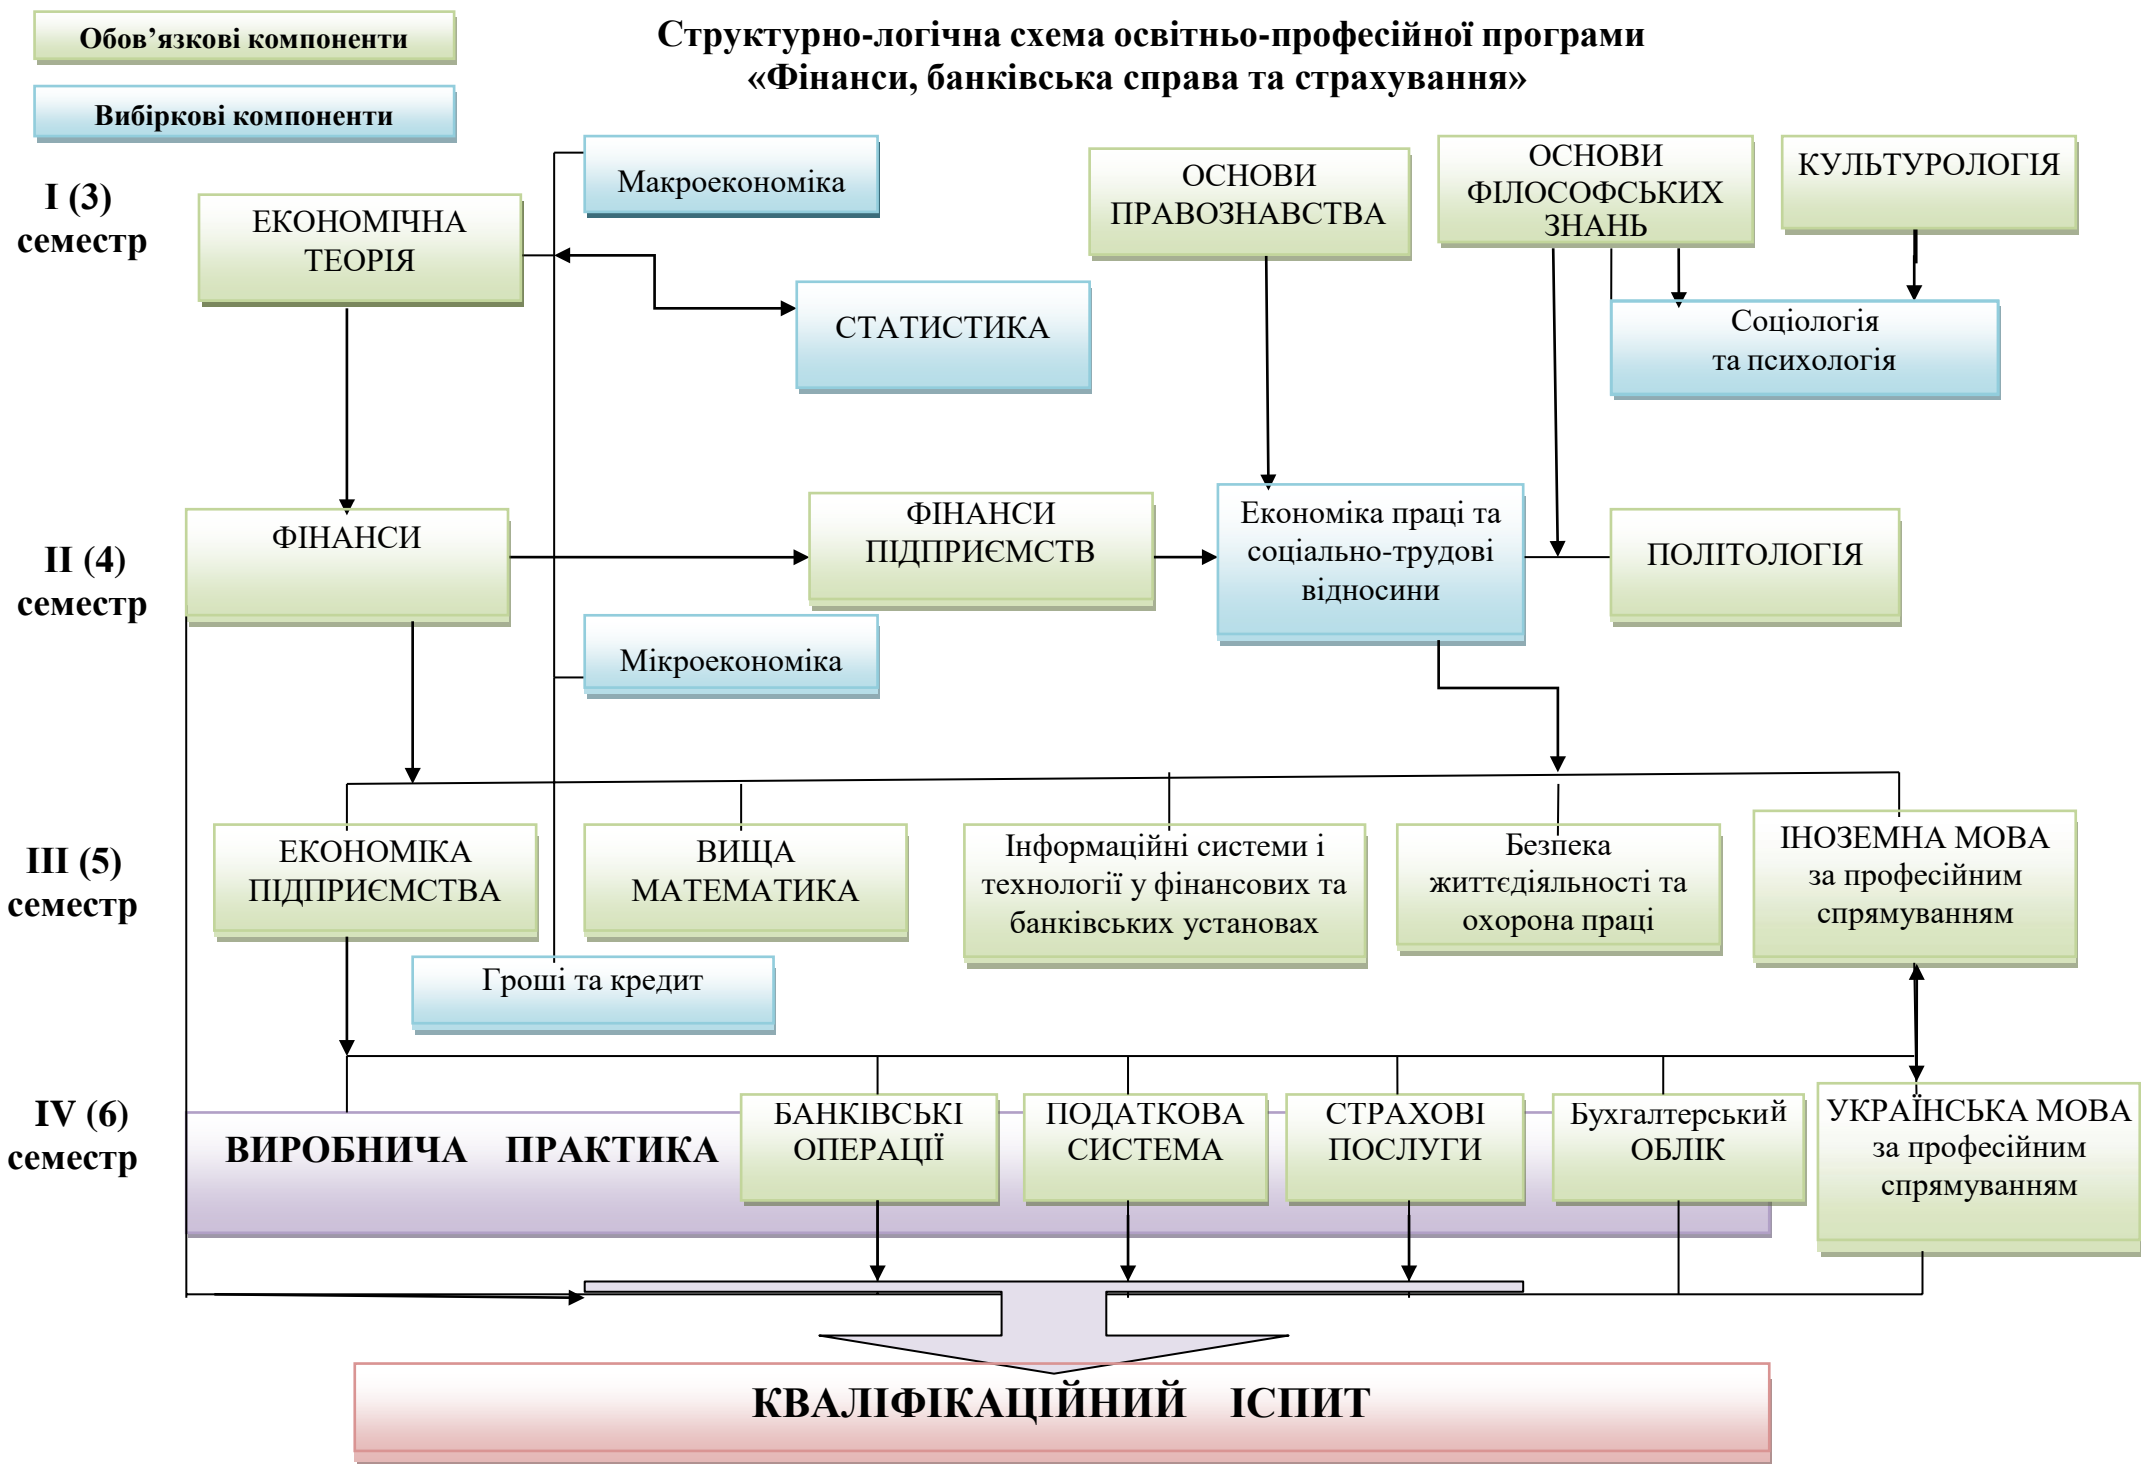 Обов’язкові компоненти
Вибіркові компоненти
Структурно-логічна схема освітньо-професійної програми
«Фінанси, банківська справа та страхування»
І (3)
семестр
ЕКОНОМІЧНА
ТЕОРІЯ
Макроекономіка
СТАТИСТИКА
ОСНОВИ
ПРАВОЗНАВСТВА
ОСНОВИ
ФІЛОСОФСЬКИХ
ЗНАНЬ
КУЛЬТУРОЛОГІЯ
Соціологія
та психологія
ІІ (4)
семестр
ФІНАНСИ
ФІНАНСИ
ПІДПРИЄМСТВ
Економіка праці та
соціально-трудові
відносини
ПОЛІТОЛОГІЯ
Мікроекономіка
ІІІ (5)
семестр
ЕКОНОМІКА
ПІДПРИЄМСТВА
ВИЩА
МАТЕМАТИКА
Інформаційні системи і
технології у фінансових та
банківських установах
Безпека
життєдіяльності та
охорона праці
ІНОЗЕМНА МОВА
за професійним
спрямуванням
Гроші та кредит
IV (6)
семестр
ВИРОБНИЧА ПРАКТИКА
БАНКІВСЬКІ
ОПЕРАЦІЇ
ПОДАТКОВА
СИСТЕМА
СТРАХОВІ
ПОСЛУГИ
Бухгалтерський
ОБЛІК
УКРАЇНСЬКА МОВА
за професійним
спрямуванням
КВАЛІФІКАЦІЙНИЙ ІСПИТ